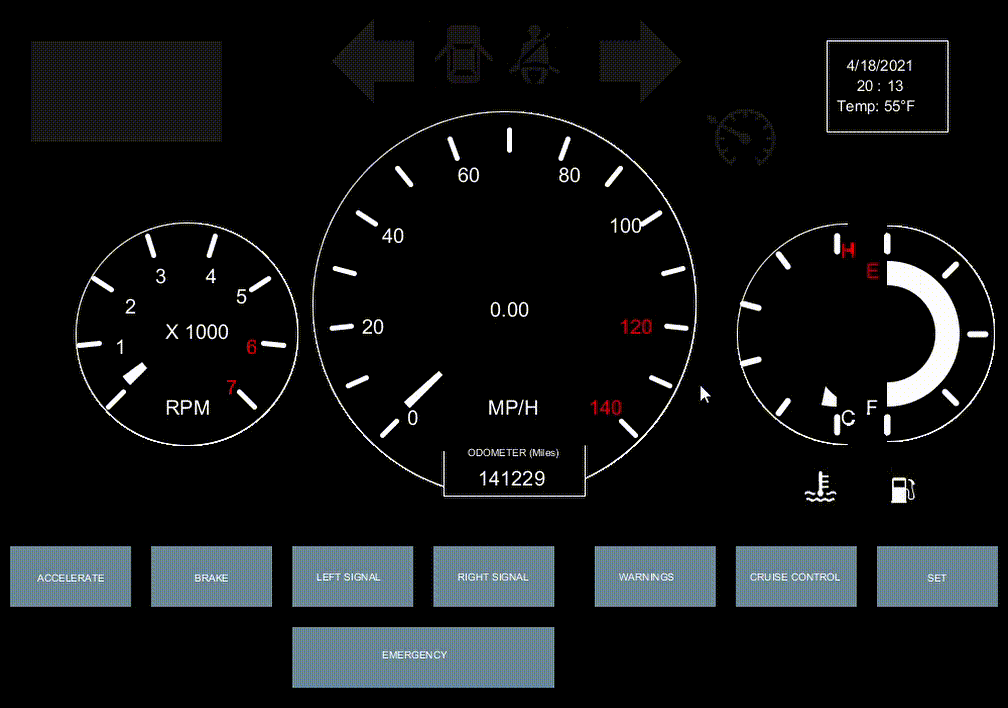 4/18/2021
20 : 13
Temp: 55°F
60
80
40
100
20
120
0
140
0.00
MP/H
ODOMETER (Miles)
141229
3
4
2
5
1
6
7
X 1000
RPM
H
E
C
F
ACCELERATE
BRAKE
LEFT SIGNAL
RIGHT SIGNAL
WARNINGS
CRUISE CONTROL
SET
EMERGENCY